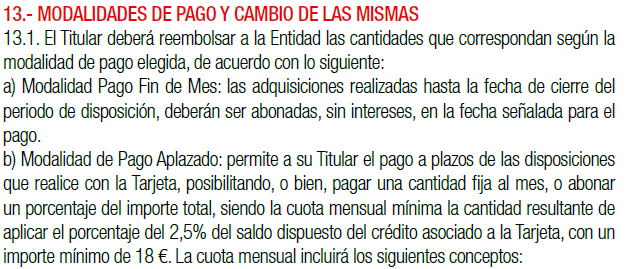 13.- MODALIDADES DE PAGO Y CAMBIO DE LAS MISMAS
13.1. El Titular deberá reembolsar a la Entidad las cantidades que correspondan según la
modalidad de pago elegida, de acuerdo con lo siguiente:
a) Modalidad Pago Fin de Mes: las adquisiciones realizadas hasta la fecha de cierre del
periodo de disposición, deberán ser abonadas, sin intereses, en la fecha señalada para el
pago.
b) Modalidad de Pago Aplazado: permite a su Titular el pago a plazos de las disposiciones
que realice con la Tarjeta, posibilitando, o bien, pagar una cantidad fija al mes, o abonar
un porcentaje del importe total, siendo la cuota mensual mínima la cantidad resultante de
aplicar el porcentaje del 2,5% del saldo dispuesto del crédito asociado a la Tarjeta, con un
importe mínimo de 18 €. La cuota mensual incluirá los siguientes conceptos: